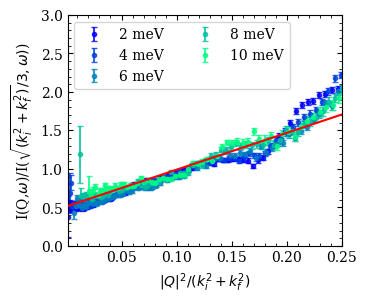 I(Q,ω)/I(√(k_i^2 + k_f^2)/3, ω))
3.0
2.5
2.0
1.5
1.0
0.5
0.0
2 meV
4 meV
6 meV
8 meV
10 meV
0.05 0.10 0.15 0.20 0.25
|Q|^2/(k_i^2 + k_f^2)